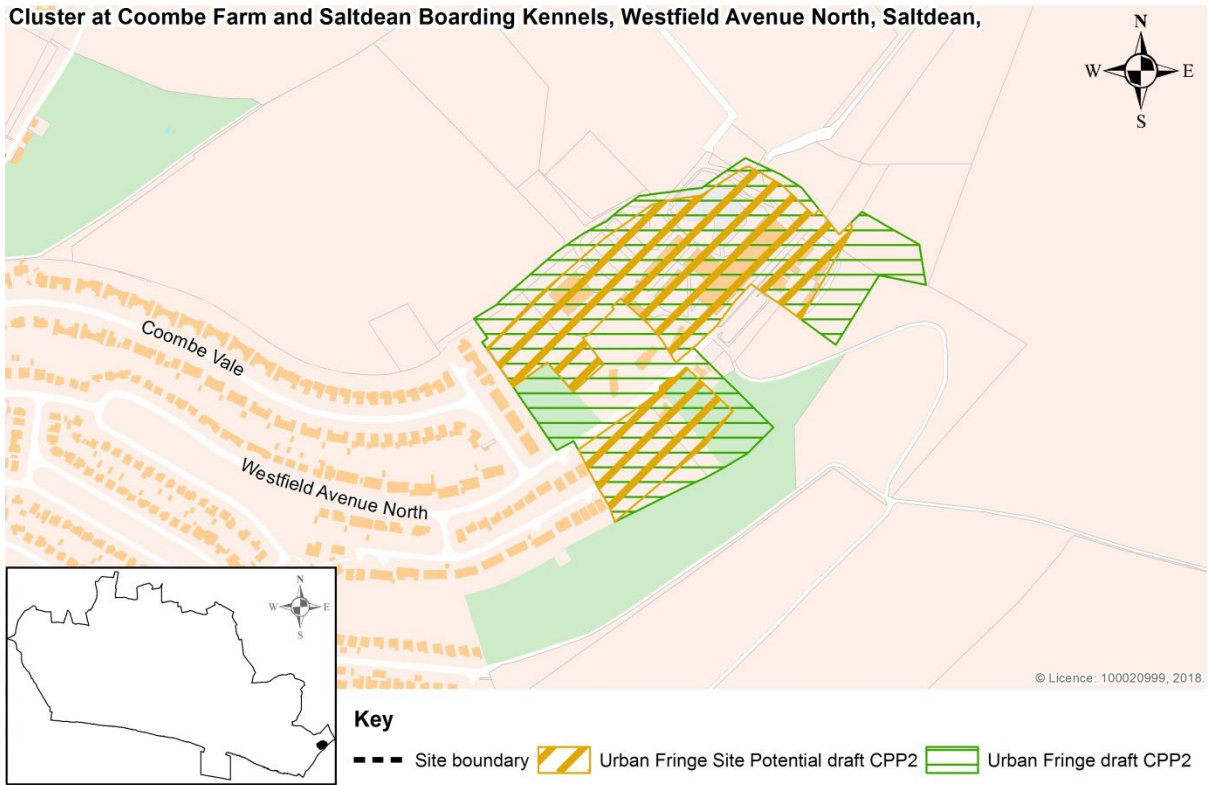 Cluster at Coombe Farm and Saltdean Boarding Kennels, Westfield Avenue North, Saltdean,
N
W E
S
Coombe Vale
Westfield Avenue North
N
W E
S
© Licence: 100020999, 2018.
Key
Site boundary
Urban Fringe Site Potential draft CPP2
Urban Fringe draft CPP2